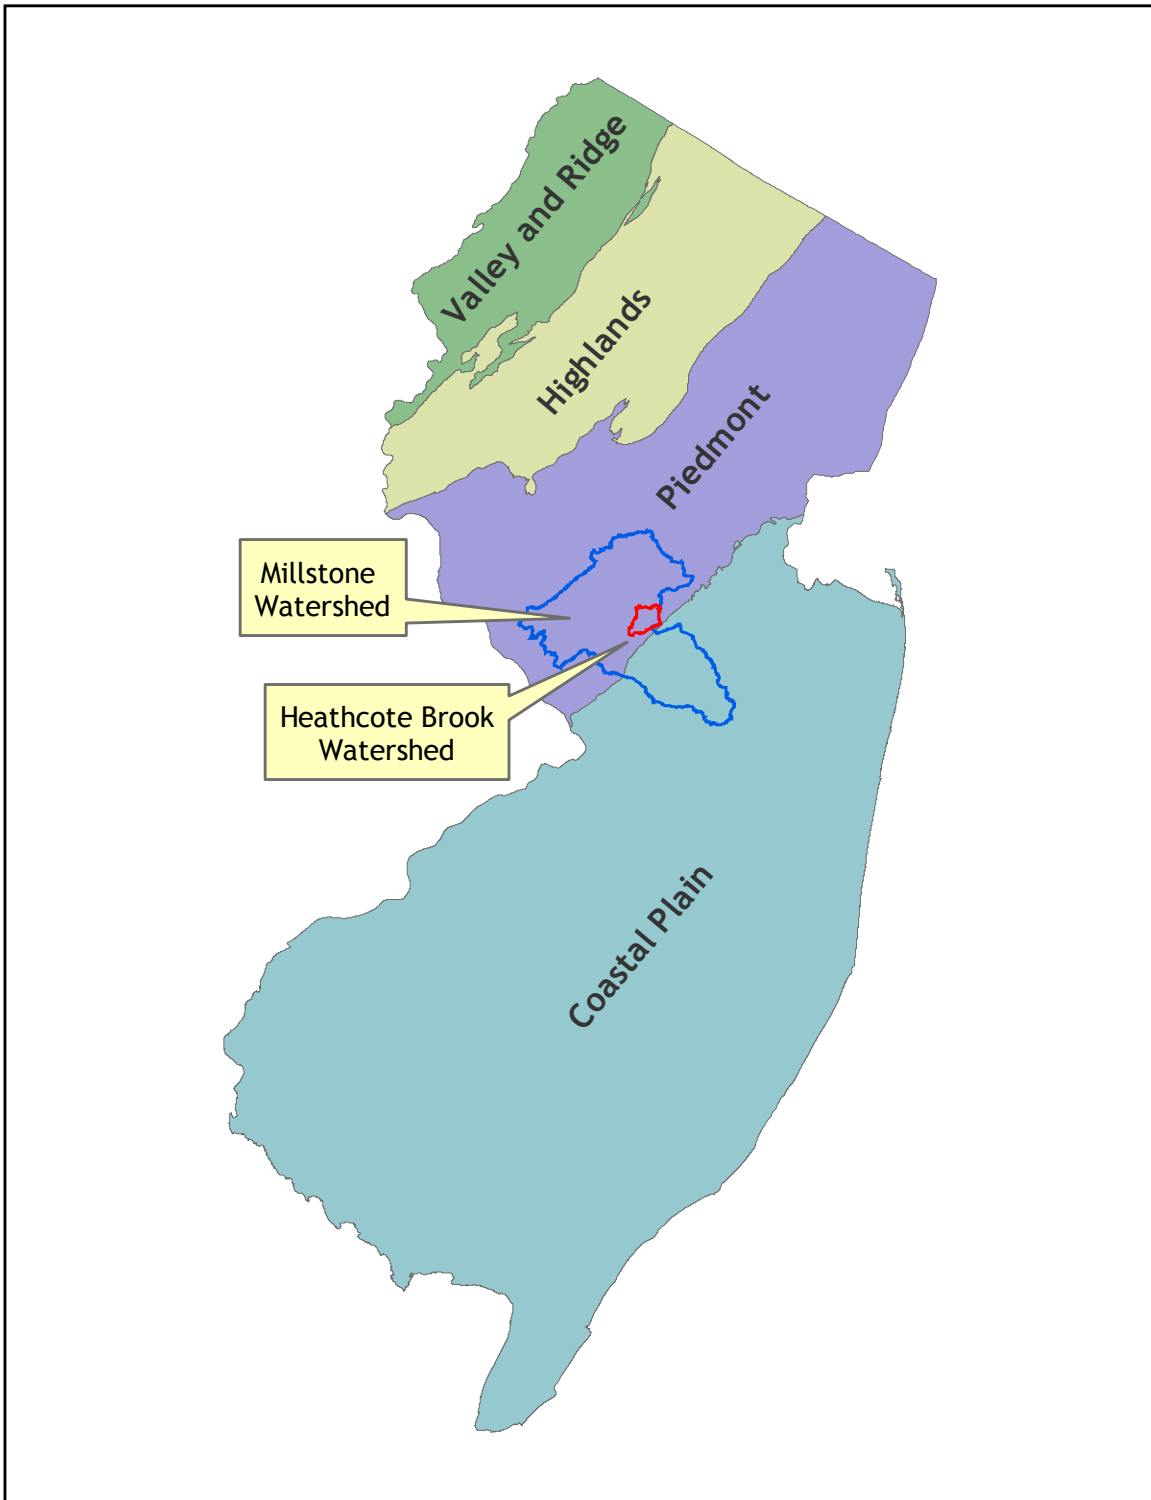 Valley and Ridge
Highlands
Piedmont
Millstone
Watershed
Heathcote Brook
Watershed
Coastal Plain